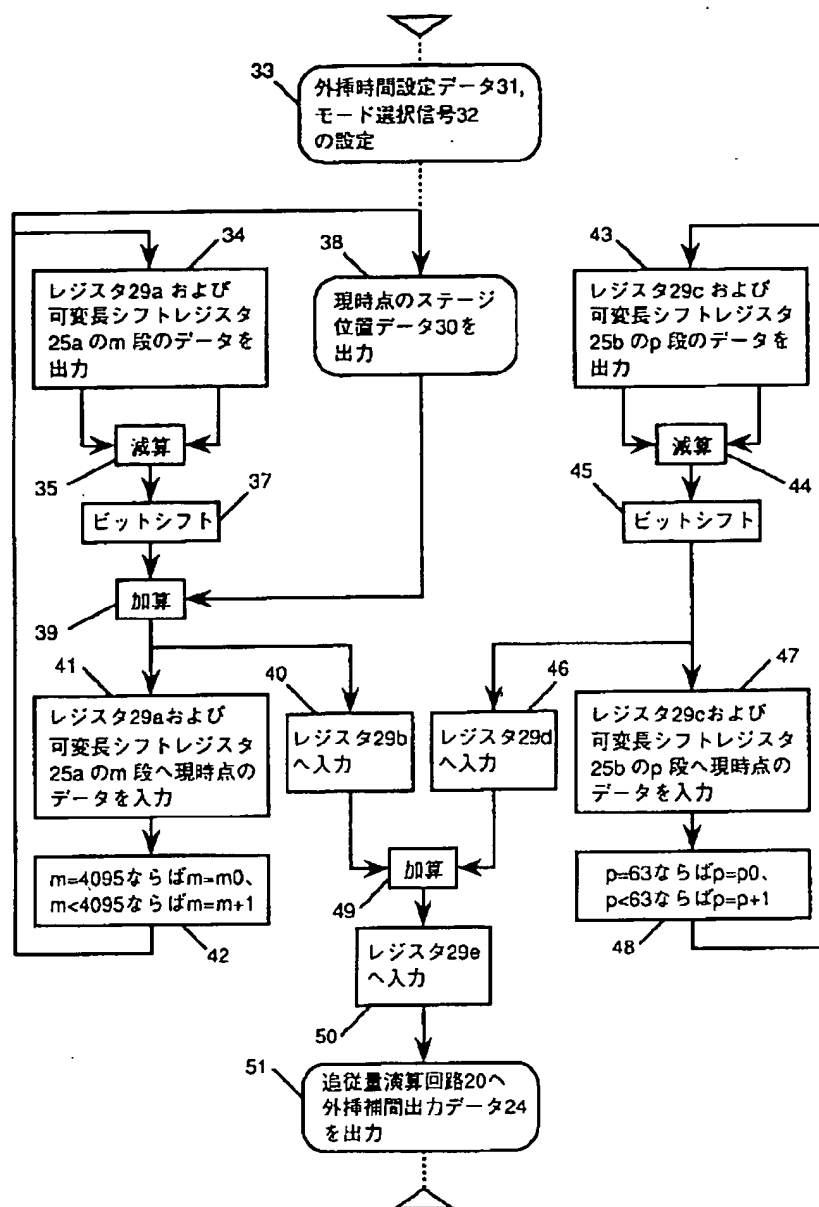 33
外挿時間設定データ31,
モード選択信号32
の設定
34
レジスタ29a および
可変長シフトレジスタ
25a のm 段のデータを
出力
38
現時点のステージ
位置データ30を
出力
43
レジスタ29c および
可変長シフトレジスタ
25b のp 段のデータを
出力
減算
35
37
ビットシフト
減算
44
45
ビットシフト
加算
39
41
レジスタ29aおよび
可変長シフトレジスタ
25a のm 段へ現時点の
データを入力
40
レジスタ29b
へ入力
46
レジスタ29d
へ入力
47
レジスタ29cおよび
可変長シフトレジスタ
25b のp 段へ現時点の
データを入力
m=4095ならばm=m0、
m<4095ならばm=m+1
42
加算
49
p=63ならばp=p0、
p<63ならばp=p+1
48
レジスタ29e
へ入力
50
51
追従量演算回路20へ
外挿補間出力データ24
を出力